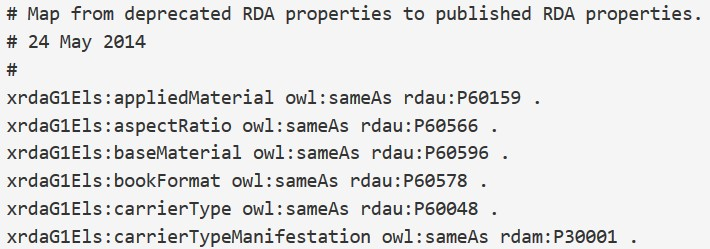 # Map from deprecated RDA properties to published RDA properties.
# 24 May 2014
#
xrdaG1Els:appliedMaterial owl:sameAs rdau:P60159 .
xrdaG1Els:aspectRatio owl:sameAs rdau:P60566 .
xrdaG1Els:baseMaterial owl:sameAs rdau:P60596 .
xrdaG1Els:bookFormat owl:sameAs rdau:P60578 .
xrdaG1Els:carrierType owl:sameAs rdau:P60048 .
xrdaG1Els:carrierTypeManifestation owl:sameAs rdam:P30001 .